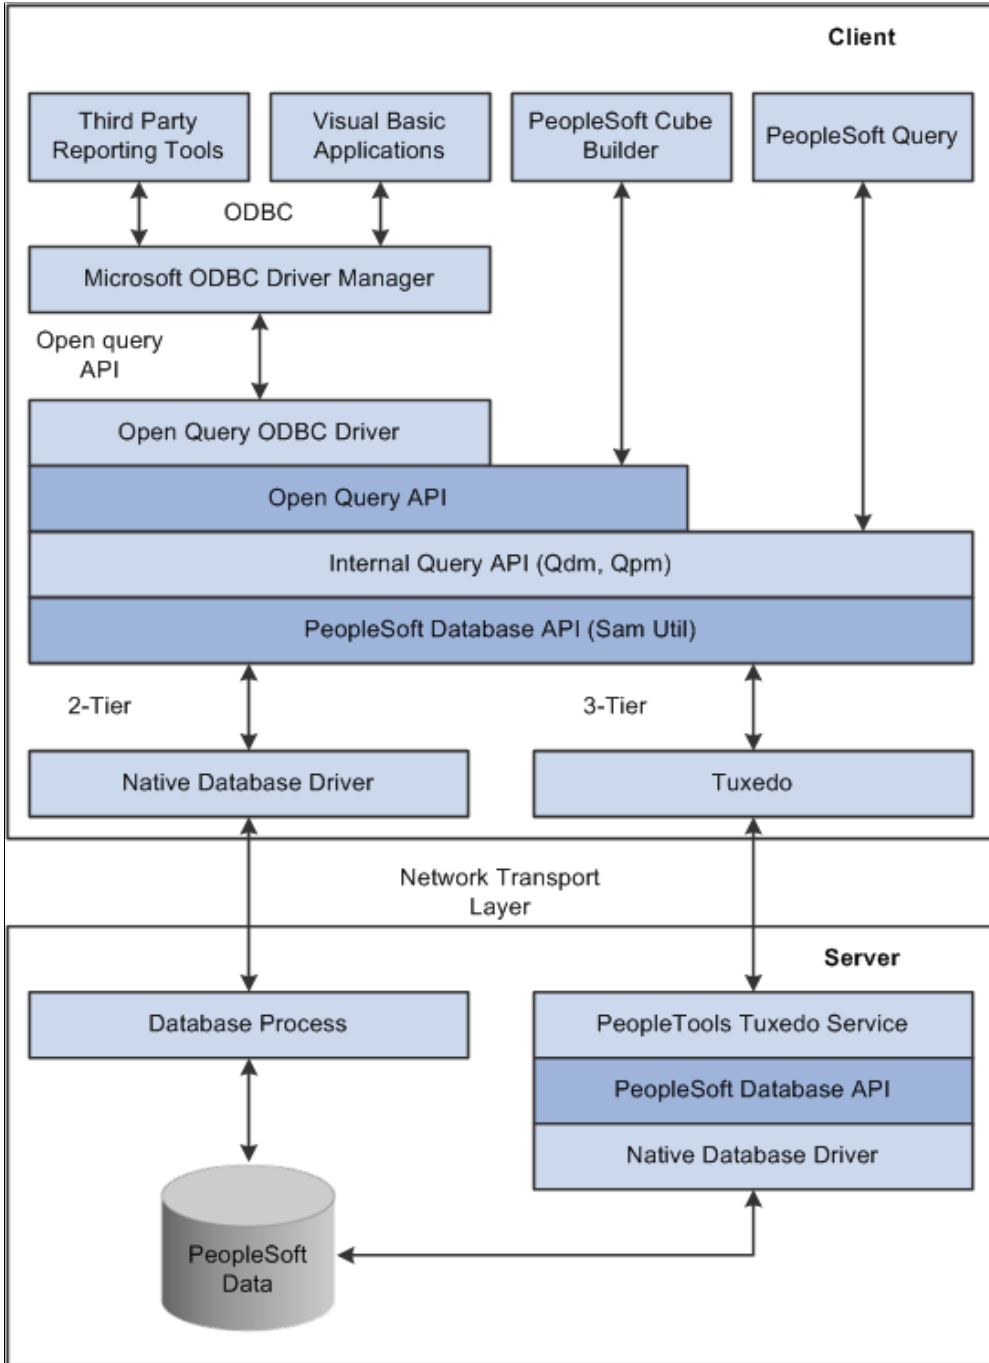 Client
Third Party
Reporting Tools
Visual Basic
Applications
PeopleSoft Cube
Builder
PeopleSoft Query
ODBC
Microsoft ODBC Driver Manager
Open query
API
Open Query ODBC Driver
Open Query API
Internal Query API (Qdm, Qpm)
PeopleSoft Database API (Sam Util)
2-Tier
3-Tier
Native Database Driver
Tuxedo
Network Transport
Layer
Server
Database Process
PeopleTools Tuxedo Service
PeopleSoft Database API
Native Database Driver
PeopleSoft
Data